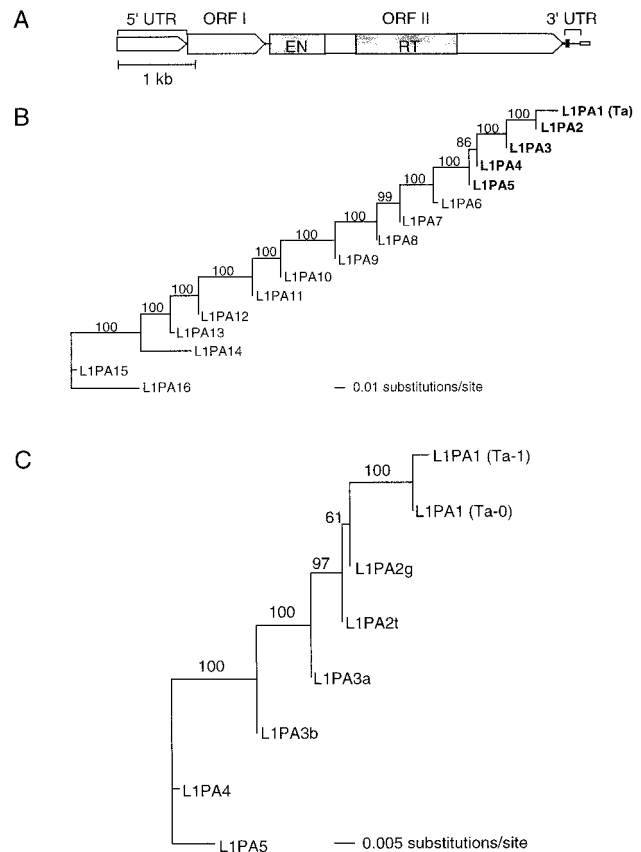 A
5' UTR
ORF I
ORF II
3' UTR
EN
RT
1 kb
B
L1PA1 (Ta)
100
L1PA2
100
L1PA3
86
L1PA4
100
L1PA5
100
L1PA6
99
L1PA7
100
L1PA8
100
L1PA9
100
L1PA10
100
L1PA11
100
L1PA12
100
L1PA13
100
L1PA14
100
L1PA15
L1PA16
0.01 substitutions/site
C
L1PA1 (Ta-1)
100
L1PA1 (Ta-0)
61
L1PA2g
97
L1PA2t
100
L1PA3a
100
L1PA3b
L1PA4
L1PA5
0.005 substitutions/site